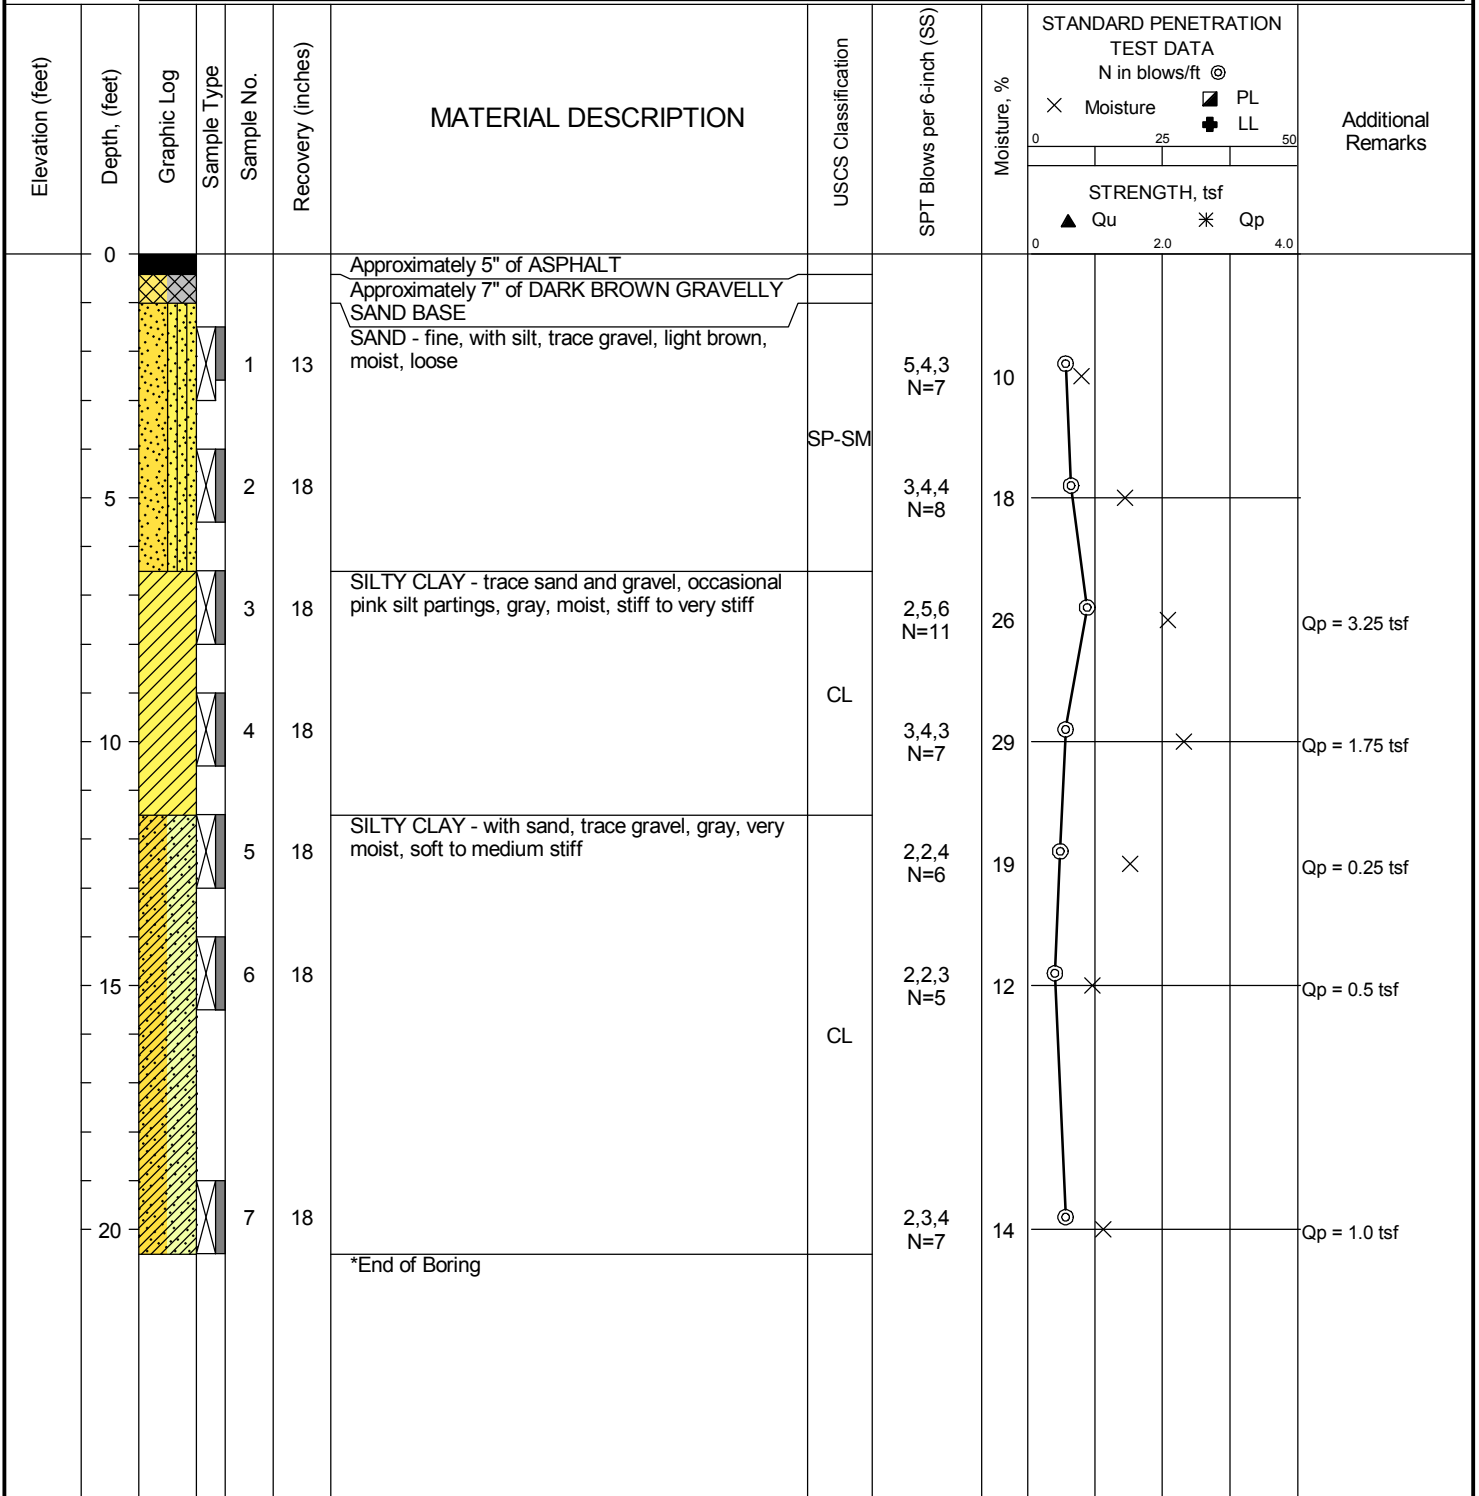 Elevation (feet)
Depth, (feet)
Graphic Log
Sample Type
Sample No.
Recovery (inches)
MATERIAL DESCRIPTION
USCS Classification
SPT Blows per 6-inch (SS)
Moisture, %
STANDARD PENETRATION
TEST DATA
N in blows/ft
Moisture
PL
LL
0 25 50
STRENGTH, tsf
Qu Qp
0 2.0 4.0
Additional
Remarks
0
Approximately 5" of ASPHALT
Approximately 7" of DARK BROWN GRAVELLY
SAND BASE
SAND - fine, with silt, trace gravel, light brown,
moist, loose
1 13
5,4,3
N=7
10
SP-SM
5
2 18
3,4,4
N=8
18
SILTY CLAY - trace sand and gravel, occasional
pink silt partings, gray, moist, stiff to very stiff
3 18
2,5,6
N=11
26
Qp = 3.25 tsf
CL
10
4 18
3,4,3
N=7
29
Qp = 1.75 tsf
SILTY CLAY - with sand, trace gravel, gray, very
moist, soft to medium stiff
5 18
2,2,4
N=6
19
Qp = 0.25 tsf
15
6 18
2,2,3
N=5
12
Qp = 0.5 tsf
CL
20
7 18
2,3,4
N=7
14
Qp = 1.0 tsf
*End of Boring